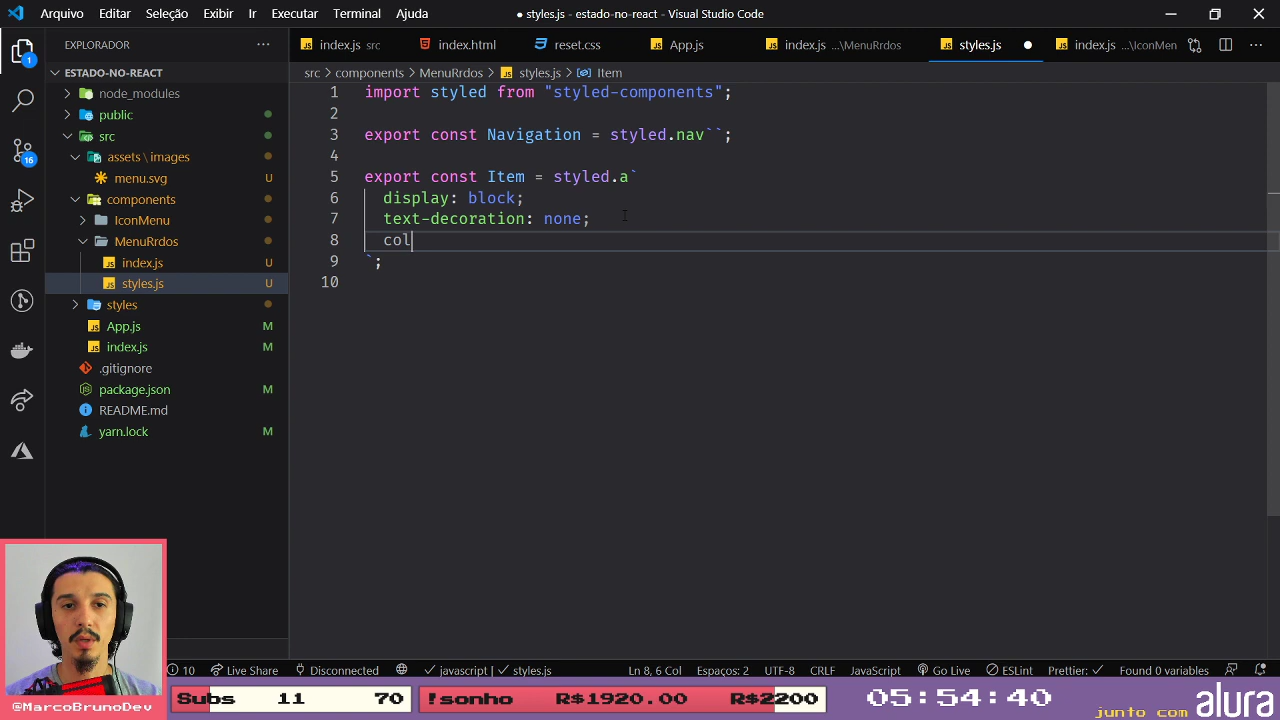 Arquivo Editar Seleção Exibir Ir Executar Terminal Ajuda
● styles.js - estado-no-react - Visual Studio Code
EXPLORADOR
index.js src
index.html
reset.css
App.js
index.js ...\MenuRrdos
styles.js
index.js ...\IconMen
ESTADO-NO-REACT
src > components > MenuRrdos > styles.js > Item
node_modules
public
src
assets \ images
menu.svg U
components
IconMenu
MenuRrdos
index.js U
styles.js U
styles
App.js M
index.js M
.gitignore
package.json M
README.md
yarn.lock M
1
16
1 import styled from "styled-components";
2
3 export const Navigation = styled.nav``;
4
5 export const Item = styled.a`
6 display: block;
7 text-decoration: none;
8 col
9 `;
10
10 Live Share Disconnected javascript | styles.js Ln 8, 6 Col Espaços: 2 UTF-8 CRLF JavaScript Go Live ESLint Prettier: Found 0 variables
@MarcoBrunoDev
Subs 11 70
!sonho R$1920.00 R$2200
05:54:40
junto com alura